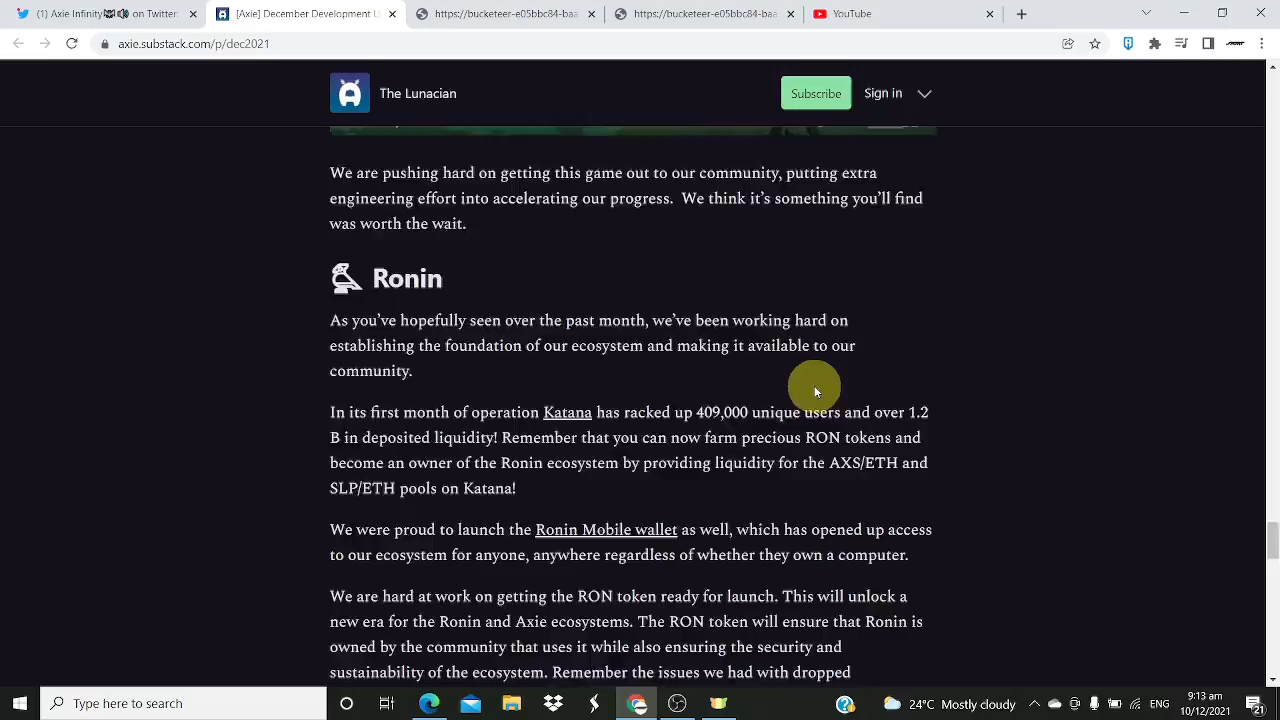 (1) Axie Infinity on Twitter:
[Axie] December Development U
https://bucketeer-e05bbc84-baa
https://bucketeer-e05bbc84-baa
YouTube
axie.substack.com/p/dec2021
The Lunacian
Subscribe
Sign in
We are pushing hard on getting this game out to our community, putting extra
engineering effort into accelerating our progress. We think it's something you'll find
was worth the wait.
Ronin
As you've hopefully seen over the past month, we've been working hard on
establishing the foundation of our ecosystem and making it available to our
community.
In its first month of operation Katana has racked up 409,000 unique users and over 1.2
B in deposited liquidity! Remember that you can now farm precious RON tokens and
become an owner of the Ronin ecosystem by providing liquidity for the AXS/ETH and
SLP/ETH pools on Katana!
We were proud to launch the Ronin Mobile wallet as well, which has opened up access
to our ecosystem for anyone, anywhere regardless of whether they own a computer.
We are hard at work on getting the RON token ready for launch. This will unlock a
new era for the Ronin and Axie ecosystems. The RON token will ensure that Ronin is
owned by the community that uses it while also ensuring the security and
sustainability of the ecosystem. Remember the issues we had with dropped
Type here to search
24°C Mostly cloudy
ENG
9:13 am
10/12/2021
21